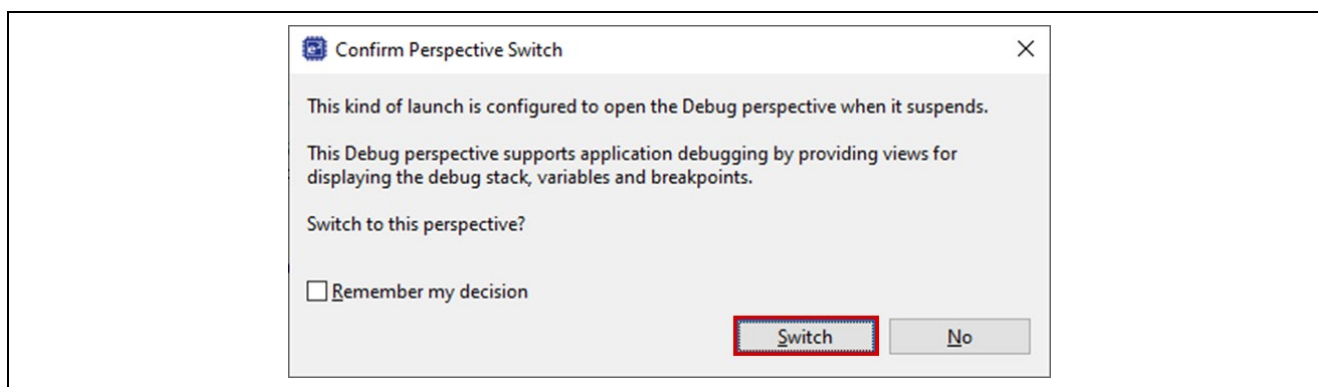 Confirm Perspective Switch
This kind of launch is configured to open the Debug perspective when it suspends.
This Debug perspective supports application debugging by providing views for
displaying the debug stack, variables and breakpoints.
Switch to this perspective?
Remember my decision
Switch
No